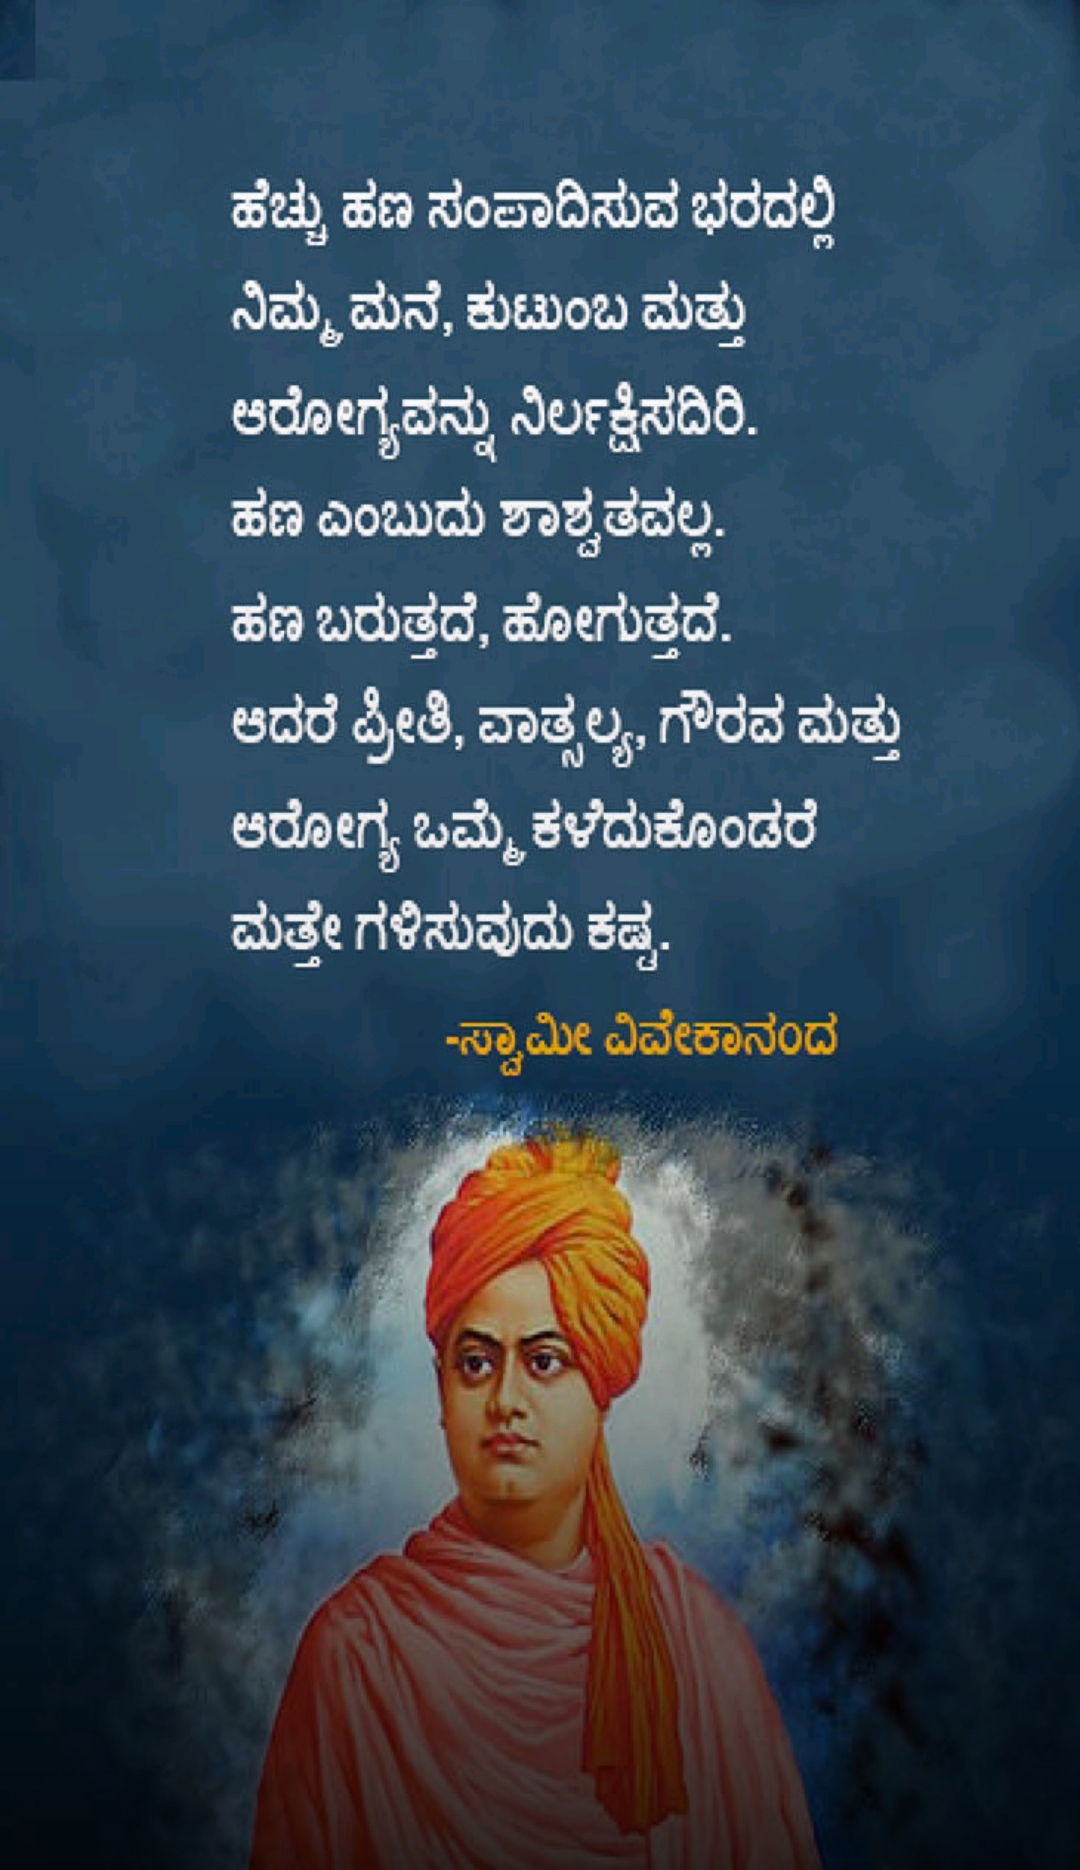 ಹೆಚ್ಚು ಹಣ ಸಂಪಾದಿಸುವ ಭರದಲ್ಲಿ
ನಿಮ್ಮ ಮನೆ, ಕುಟುಂಬ ಮತ್ತು
ಆರೋಗ್ಯವನ್ನು ನಿರ್ಲಕ್ಷಿಸದಿರಿ.
ಹಣ ಎಂಬುದು ಶಾಶ್ವತವಲ್ಲ.
ಹಣ ಬರುತ್ತದೆ, ಹೋಗುತ್ತದೆ.
ಆದರೆ ಪ್ರೀತಿ, ವಾತ್ಸಲ್ಯ, ಗೌರವ ಮತ್ತು
ಆರೋಗ್ಯ ಒಮ್ಮೆ ಕಳೆದುಕೊಂಡರೆ
ಮತ್ತೇ ಗಳಿಸುವುದು ಕಷ್ಟ.
-ಸ್ವಾಮೀ ವಿವೇಕಾನಂದ